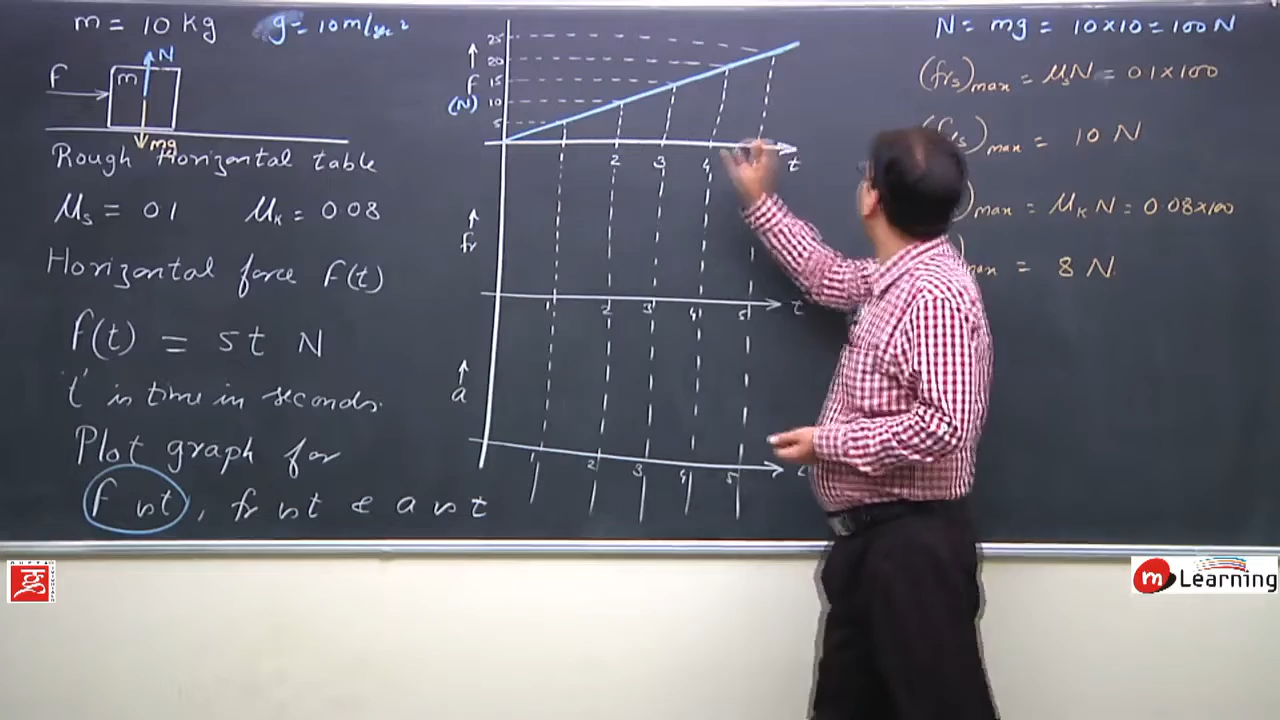 m = 10 Kg g = 10 m/sec²
N
F m
mg
Rough Horizontal table
μs = 0.1 μK = 0.08
Horizontal force F(t)
f(t) = 5t N
't' is time in seconds.
Plot graph for
F vs t, fr vs t & a vs t
25
20
F 15
(N) 10
5
2 3 4 t
fr
1 2 3 4 5 t
a
1 2 3 4 5
N = mg = 10×10 = 100 N
(frs)max = μsN = 0.1×100
max = 10 N
)max = μK N = 0.08×100
max = 8 N.
GUPTA
g
m Learning